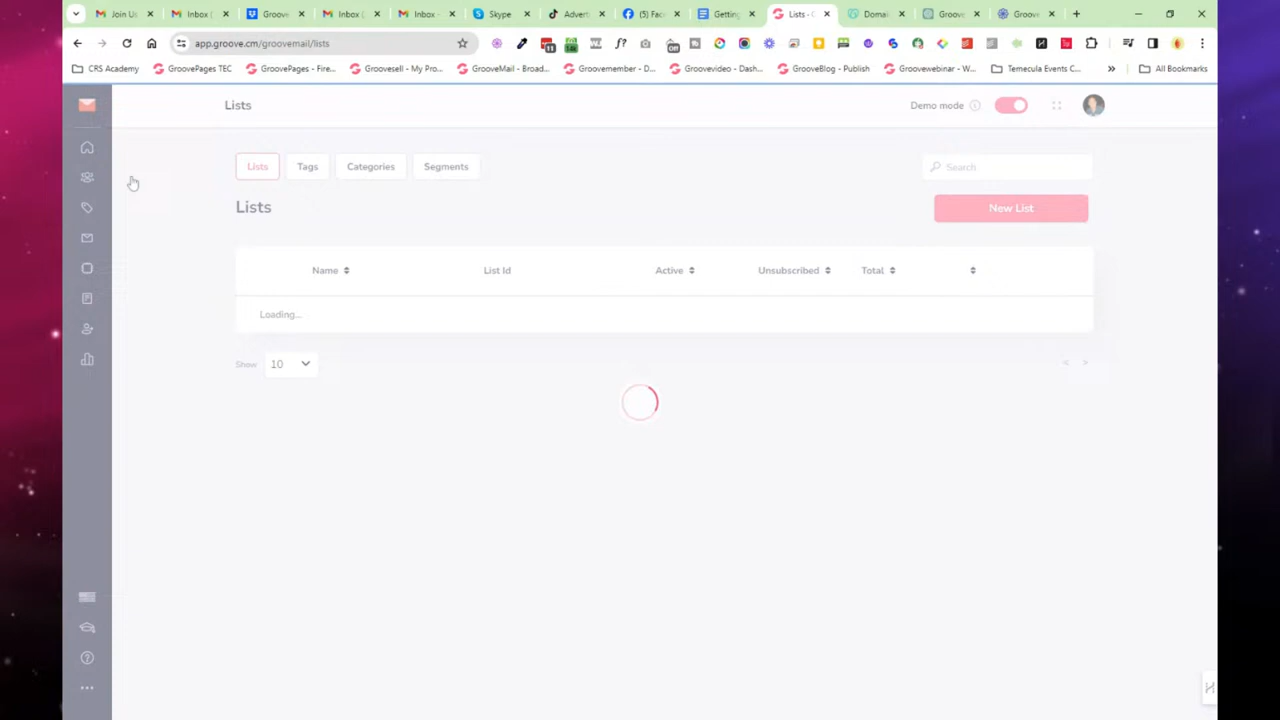 Join Us
Inbox (
Groove
Inbox (
Inbox -
Skype
Advert
(5) Fac
Getting
Lists - G
Domai
Groove
Groove
app.groove.cm/groovemail/lists
11
Off
CRS Academy
GroovePages TEC
GroovePages - Fire...
Groovesell - My Pro...
GrooveMail - Broad...
Groovemember - D...
Groovevideo - Dash...
GrooveBlog - Publish
Groovewebinar - W...
Temecula Events C...
»
All Bookmarks
Lists
Demo mode
Lists
Tags
Categories
Segments
Search
Lists
New List
Name
List Id
Active
Unsubscribed
Total
Loading...
Show
10
<
>